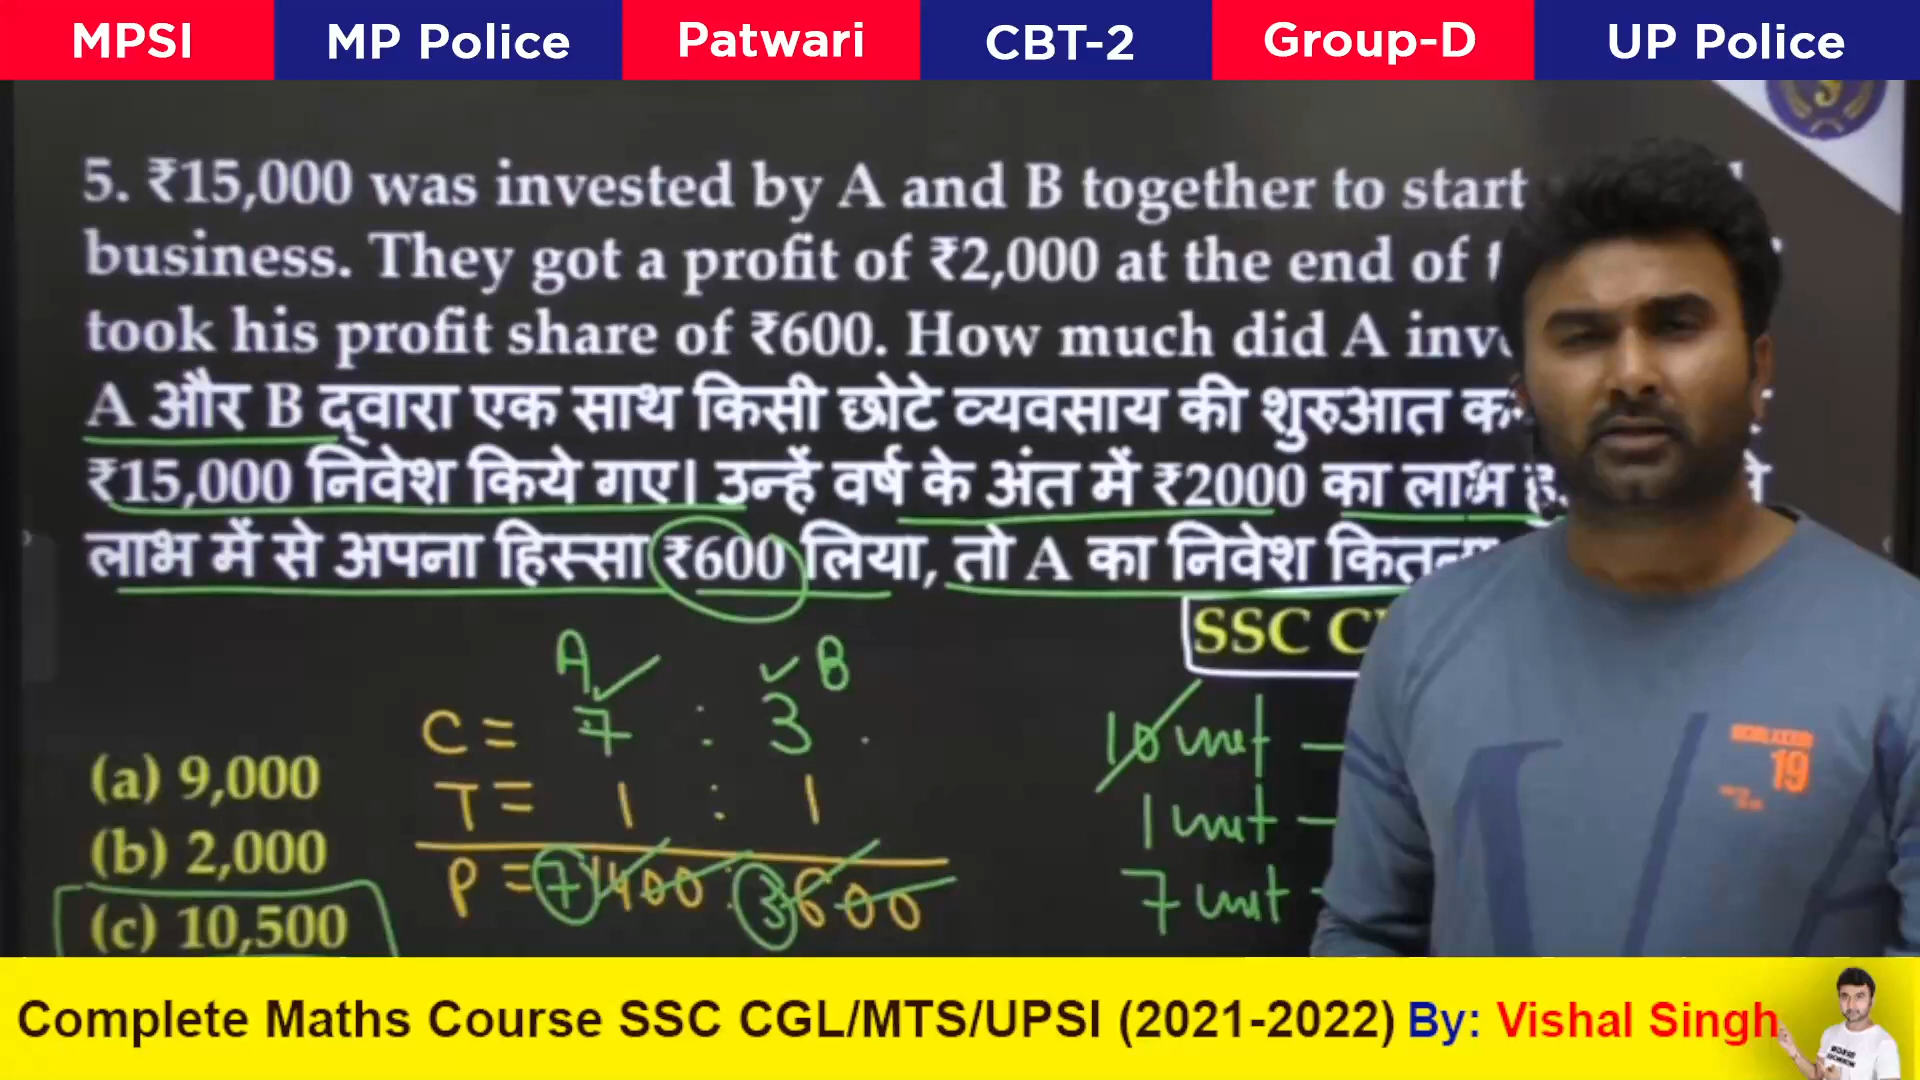 MPSI MP Police Patwari CBT-2 Group-D UP Police
5. ₹15,000 was invested by A and B together to start
business. They got a profit of ₹2,000 at the end of
took his profit share of ₹600. How much did A
A और B द्वारा एक साथ किसी छोटे व्यवसाय की शुरुआत
₹15,000 निवेश किये गए। उन्हें वर्ष के अंत में ₹2000 का लाभ
लाभ में से अपना हिस्सा ₹600 लिया, तो A का निवेश
SSC
A B
C = 7 : 3
T = 1 : 1
P = 7 1400 : 3 600
10 unit —
1 unit —
7 unit -
(a) 9,000
(b) 2,000
(c) 10,500
19
Complete Maths Course SSC CGL/MTS/UPSI (2021-2022) By: Vishal Singh